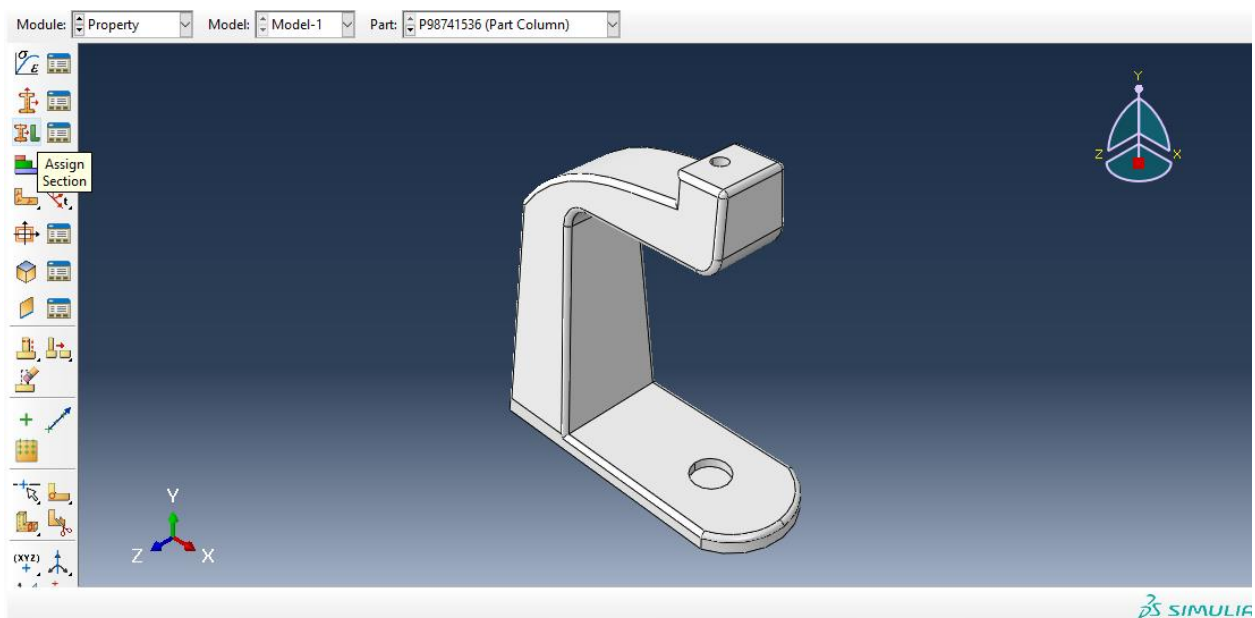 Module: Property Model: Model-1 Part: P98741536 (Part Column)
σ ε
Assign
Section
t
(XYZ)
Y
Z X
Y
Z X
3S SIMULIA